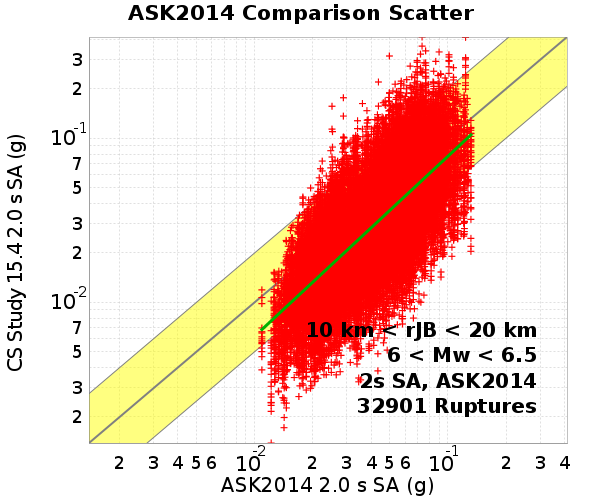 ASK2014 Comparison Scatter
CS Study 15.4 2.0 s SA (g)
3
2
10-1
7
5
3
2
10-2
7
5
3
2
10 km < rJB < 20 km
6 < Mw < 6.5
2s SA, ASK2014
32901 Ruptures
2 3 4 5 6 10-2 2 3 4 5 6 10-1 2 3 4
ASK2014 2.0 s SA (g)